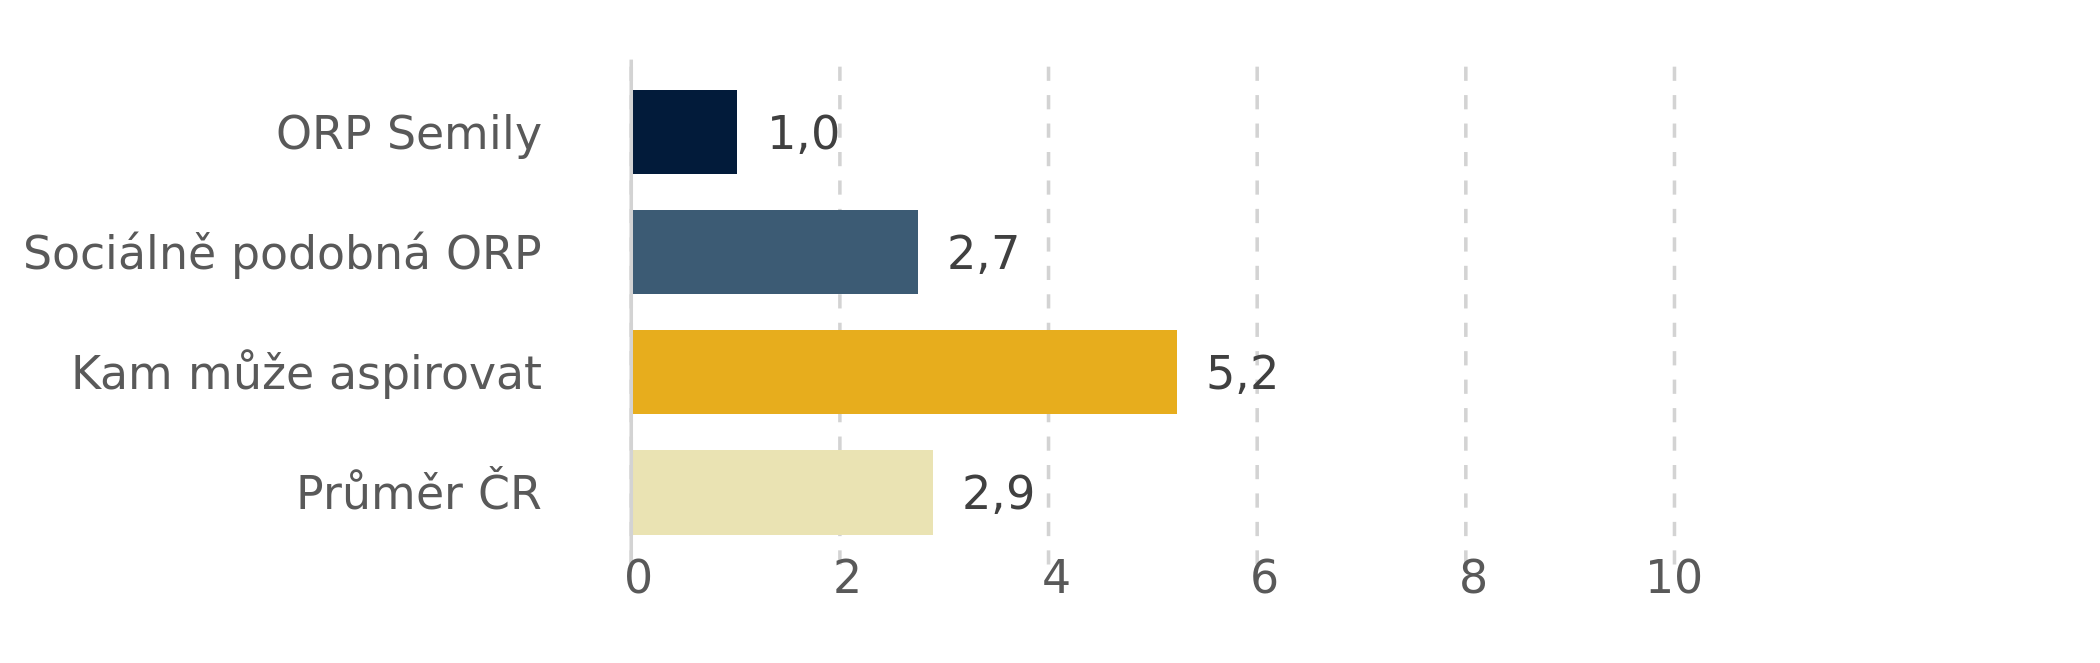 ORP Semily 1,0
Sociálně podobná ORP 2,7
Kam může aspirovat 5,2
Průměr ČR 2,9
0 2 4 6 8 10